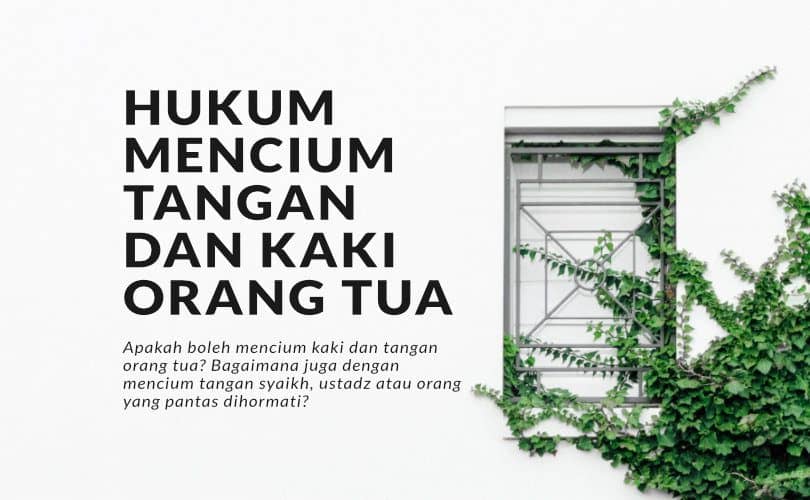 HUKUM
MENCIUM
TANGAN
DAN KAKI
ORANG TUA
Apakah boleh mencium kaki dan tangan
orang tua? Bagaimana juga dengan
mencium tangan syaikh, ustadz atau orang
yang pantas dihormati?